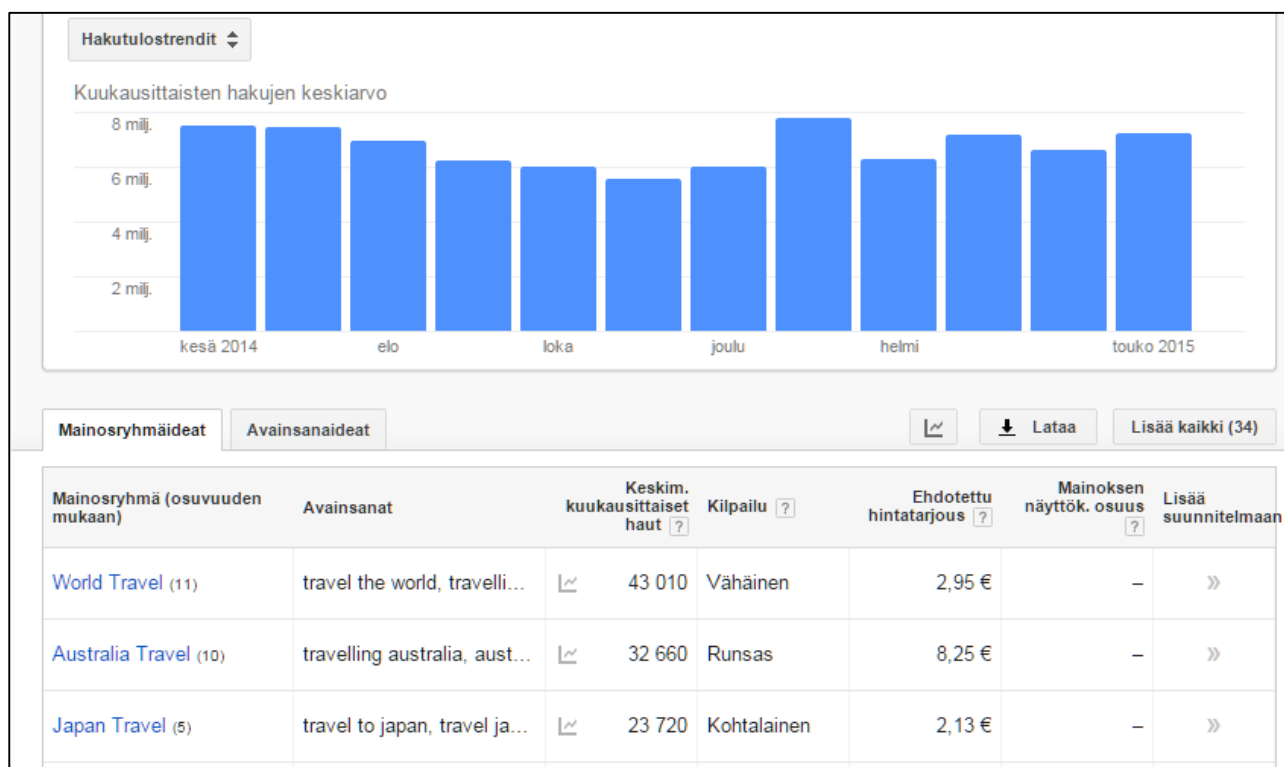 Hakutulostrendit
Kuukausittaisten hakujen keskiarvo
8 milj.
6 milj.
4 milj.
2 milj.
kesä 2014 elo loka joulu helmi touko 2015
Mainosryhmäideat Avainsanaideat Lataa Lisää kaikki (34)
Mainosryhmä (osuvuuden mukaan) Avainsanat Keskim. kuukausittaiset haut ? Kilpailu ? Ehdotettu hintatarjous ? Mainoksen näyttök. osuus ? Lisää suunnitelmaan
World Travel (11) travel the world, travelli... 43 010 Vähäinen 2,95 € – »
Australia Travel (10) travelling australia, aust... 32 660 Runsas 8,25 € – »
Japan Travel (5) travel to japan, travel ja... 23 720 Kohtalainen 2,13 € – »